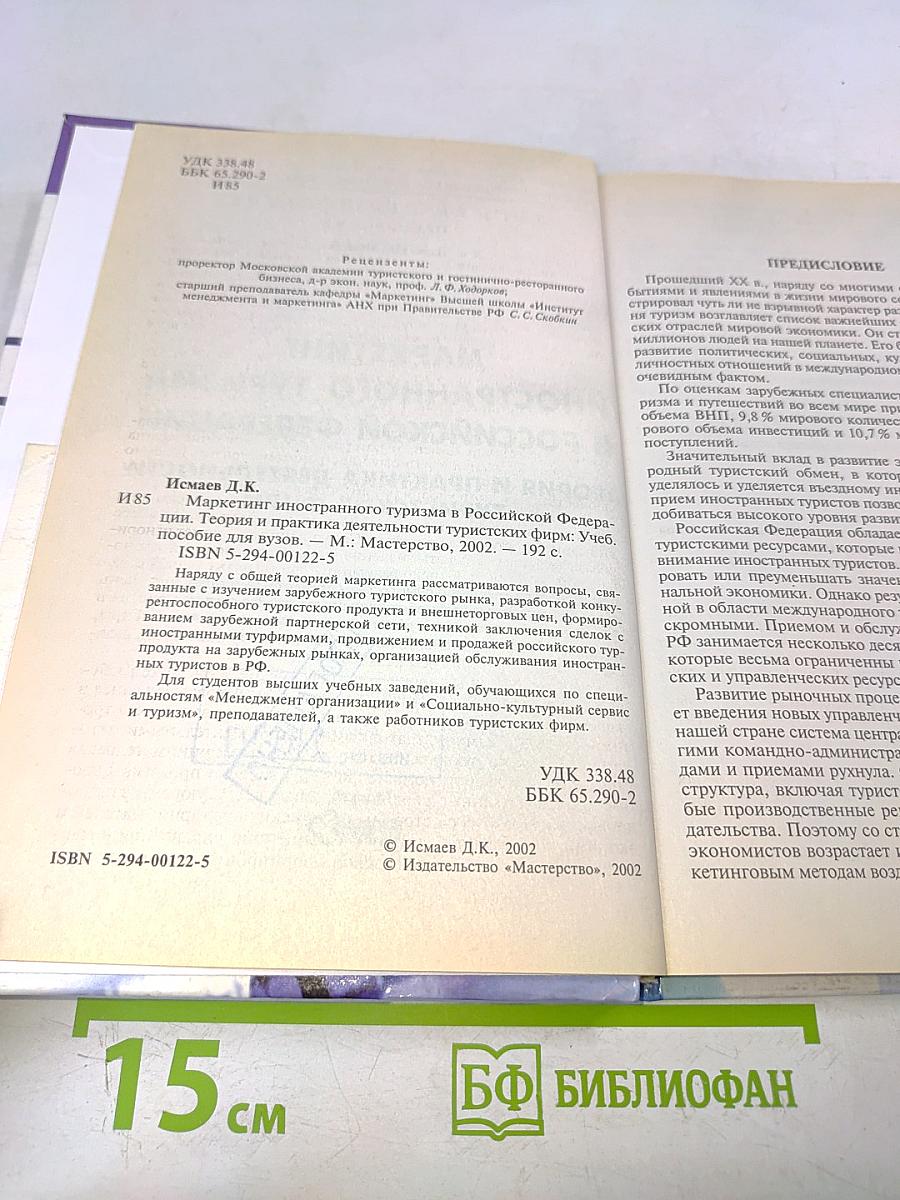 УДК 338.48
ББК 65.290-2
И85
Рецензенты:
проректор Московской академии туристского и гостинично-ресторанного
бизнеса, д-р экон. наук, проф. Л.Ф.Ходорков;
старший преподаватель кафедры «Маркетинг» Высшей школы «Институт
менеджмента и маркетинга» АНХ при Правительстве РФ С.С.Скобкин
Исмаев Д.К.
И85 Маркетинг иностранного туризма в Российской Федера-
ции. Теория и практика деятельности туристских фирм: Учеб.
пособие для вузов. — М.: Мастерство, 2002. — 192 с.
ISBN 5-294-00122-5
Наряду с общей теорией маркетинга рассматриваются вопросы, свя-
занные с изучением зарубежного туристского рынка, разработкой конку-
рентоспособного туристского продукта и внешнеторговых цен, формиро-
ванием зарубежной партнерской сети, техникой заключения сделок с
иностранными турфирмами, продвижением и продажей российского тур-
продукта на зарубежных рынках, организацией обслуживания иностран-
ных туристов в РФ.
Для студентов высших учебных заведений, обучающихся по специ-
альностям «Менеджмент организации» и «Социально-культурный сервис
и туризм», преподавателей, а также работников туристских фирм.
УДК 338.48
ББК 65.290-2
ISBN 5-294-00122-5
© Исмаев Д.К., 2002
© Издательство «Мастерство», 2002
ПРЕДИСЛОВИЕ
Прошедший XX в., наряду со многими
бытиями и явлениями в жизни мирового
стрировал чуть ли не взрывной характер
ня туризм возглавляет список важнейших
ских отраслей мировой экономики. Он
миллионов людей на нашей планете. Его
развитие политических, социальных,
личностных отношений в международном
очевидным фактом.
По оценкам зарубежных
ризма и путешествий во всем мире
объема ВНП, 9,8 % мирового
рового объема инвестиций и 10,7 %
поступлений.
Значительный вклад в развитие
родный туристский обмен, в
уделялось и уделяется въездному
прием иностранных туристов
добиваться высокого уровня
Российская Федерация
туристскими ресурсами, которые
внимание иностранных туристов.
ровать или преуменьшать
нальной экономики. Однако
ной в области международного
скромными. Приемом и
РФ занимается несколько
которые весьма ограничены
ских и управленческих
Развитие рыночных
ет введения новых
нашей стране система
гими
дами и приемами рухнула.
структура, включая
бые производственные
дательства. Поэтому со
экономистов возрастает
кетинговым методам
15 см
БФ БИБЛИОФАН